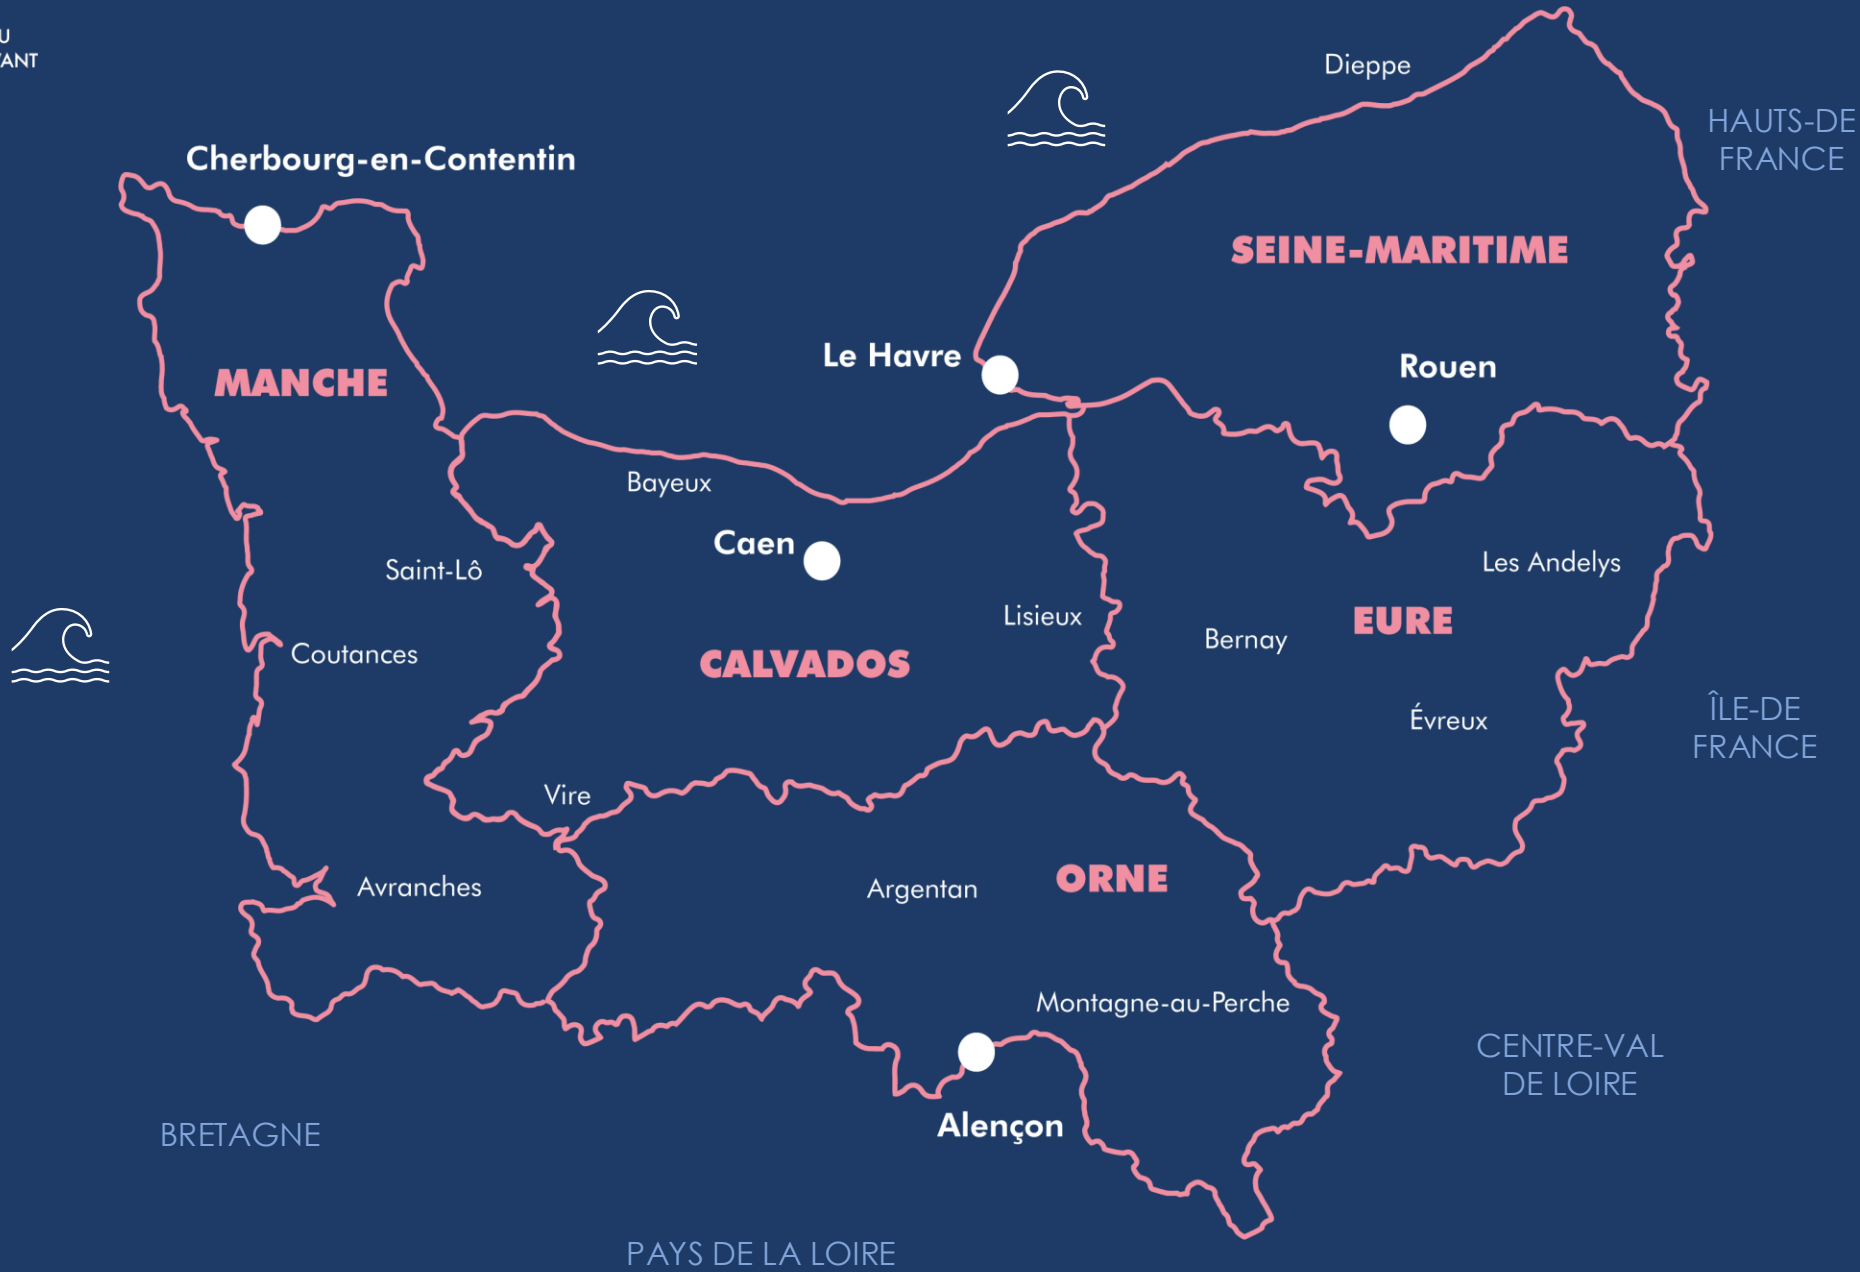 U
VANT
Dieppe
HAUTS-DE
FRANCE
Cherbourg-en-Contentin
SEINE-MARITIME
Le Havre
Rouen
MANCHE
Bayeux
Caen
Saint-Lô
Les Andelys
Lisieux
EURE
Bernay
Coutances
CALVADOS
Évreux
ÎLE-DE
FRANCE
Vire
Avranches
Argentan
ORNE
Montagne-au-Perche
CENTRE-VAL
DE LOIRE
Alençon
BRETAGNE
PAYS DE LA LOIRE